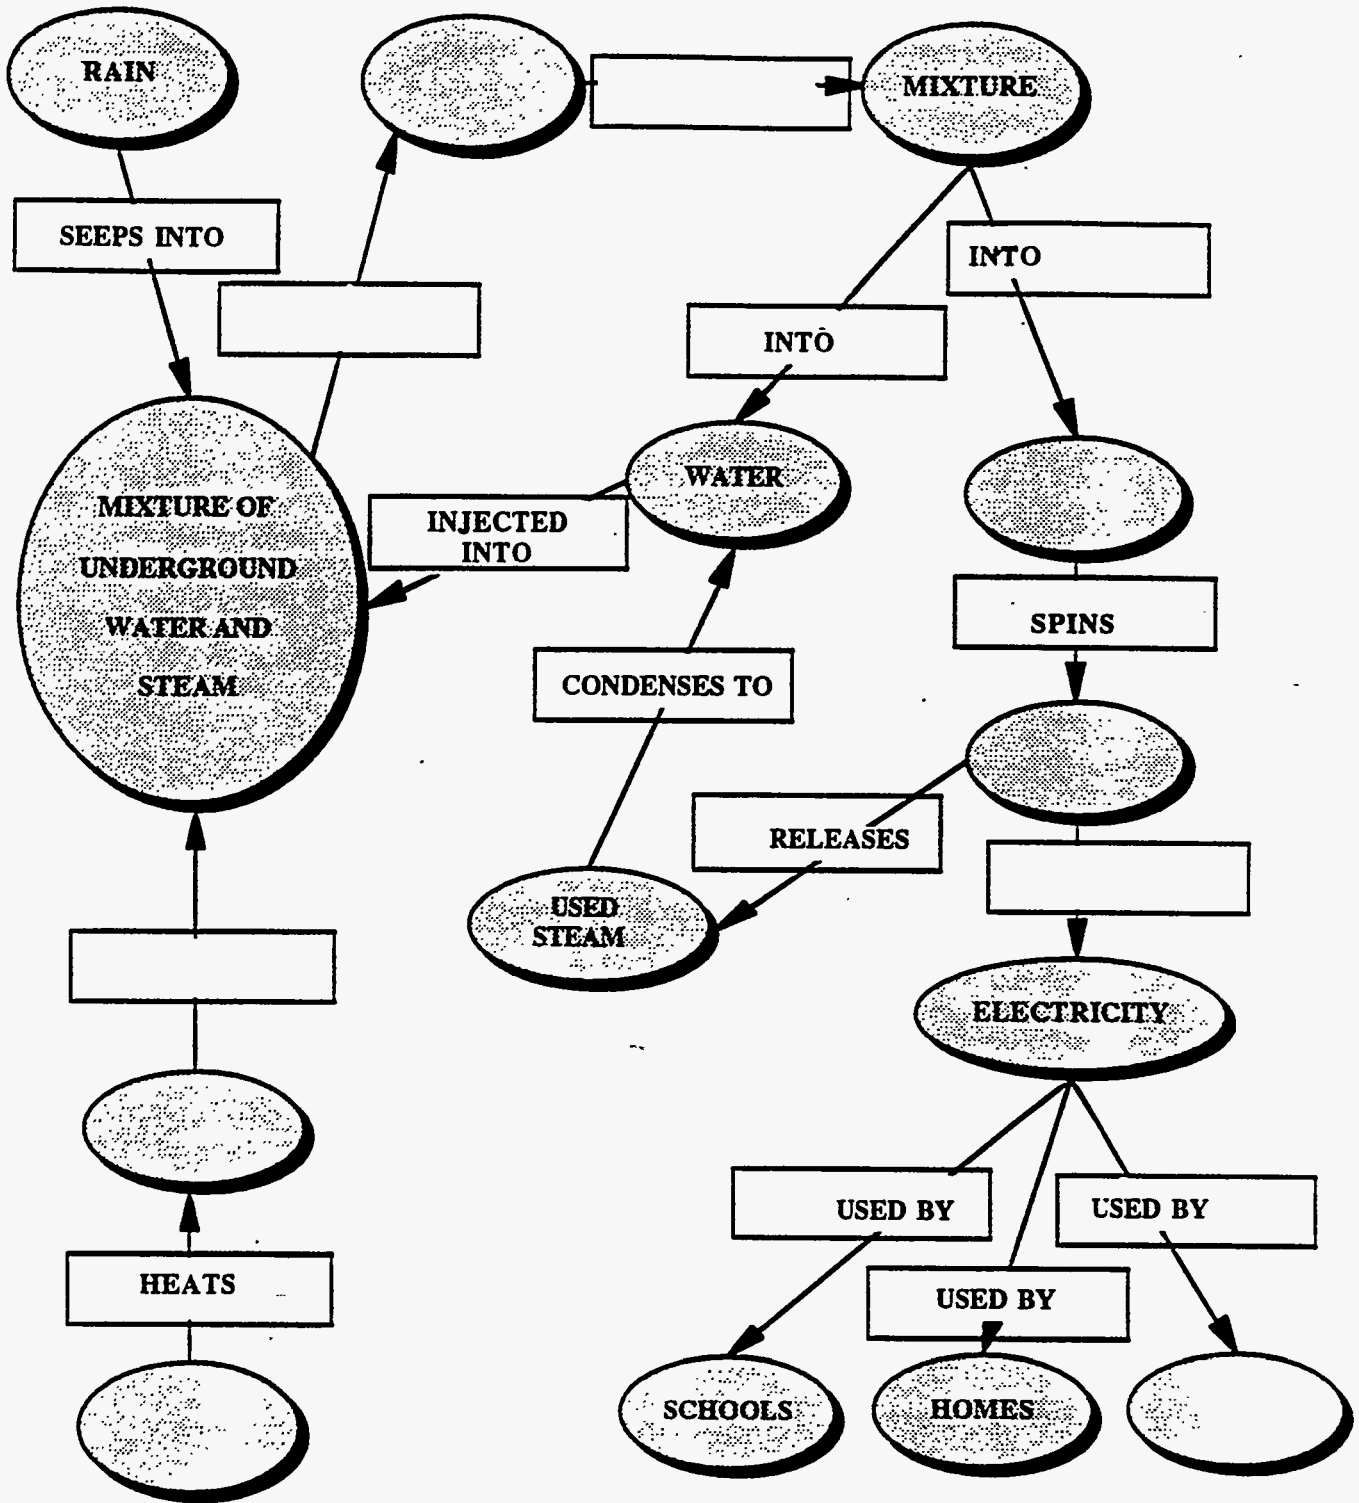 RAIN
MIXTURE
SEEPS INTO
INTO
INTO
WATER
MIXTURE OF
UNDERGROUND
WATER AND
STEAM
INJECTED
INTO
SPINS
CONDENSES TO
RELEASES
USED
STEAM
ELECTRICITY
USED BY
USED BY
HEATS
USED BY
SCHOOLS
HOMES